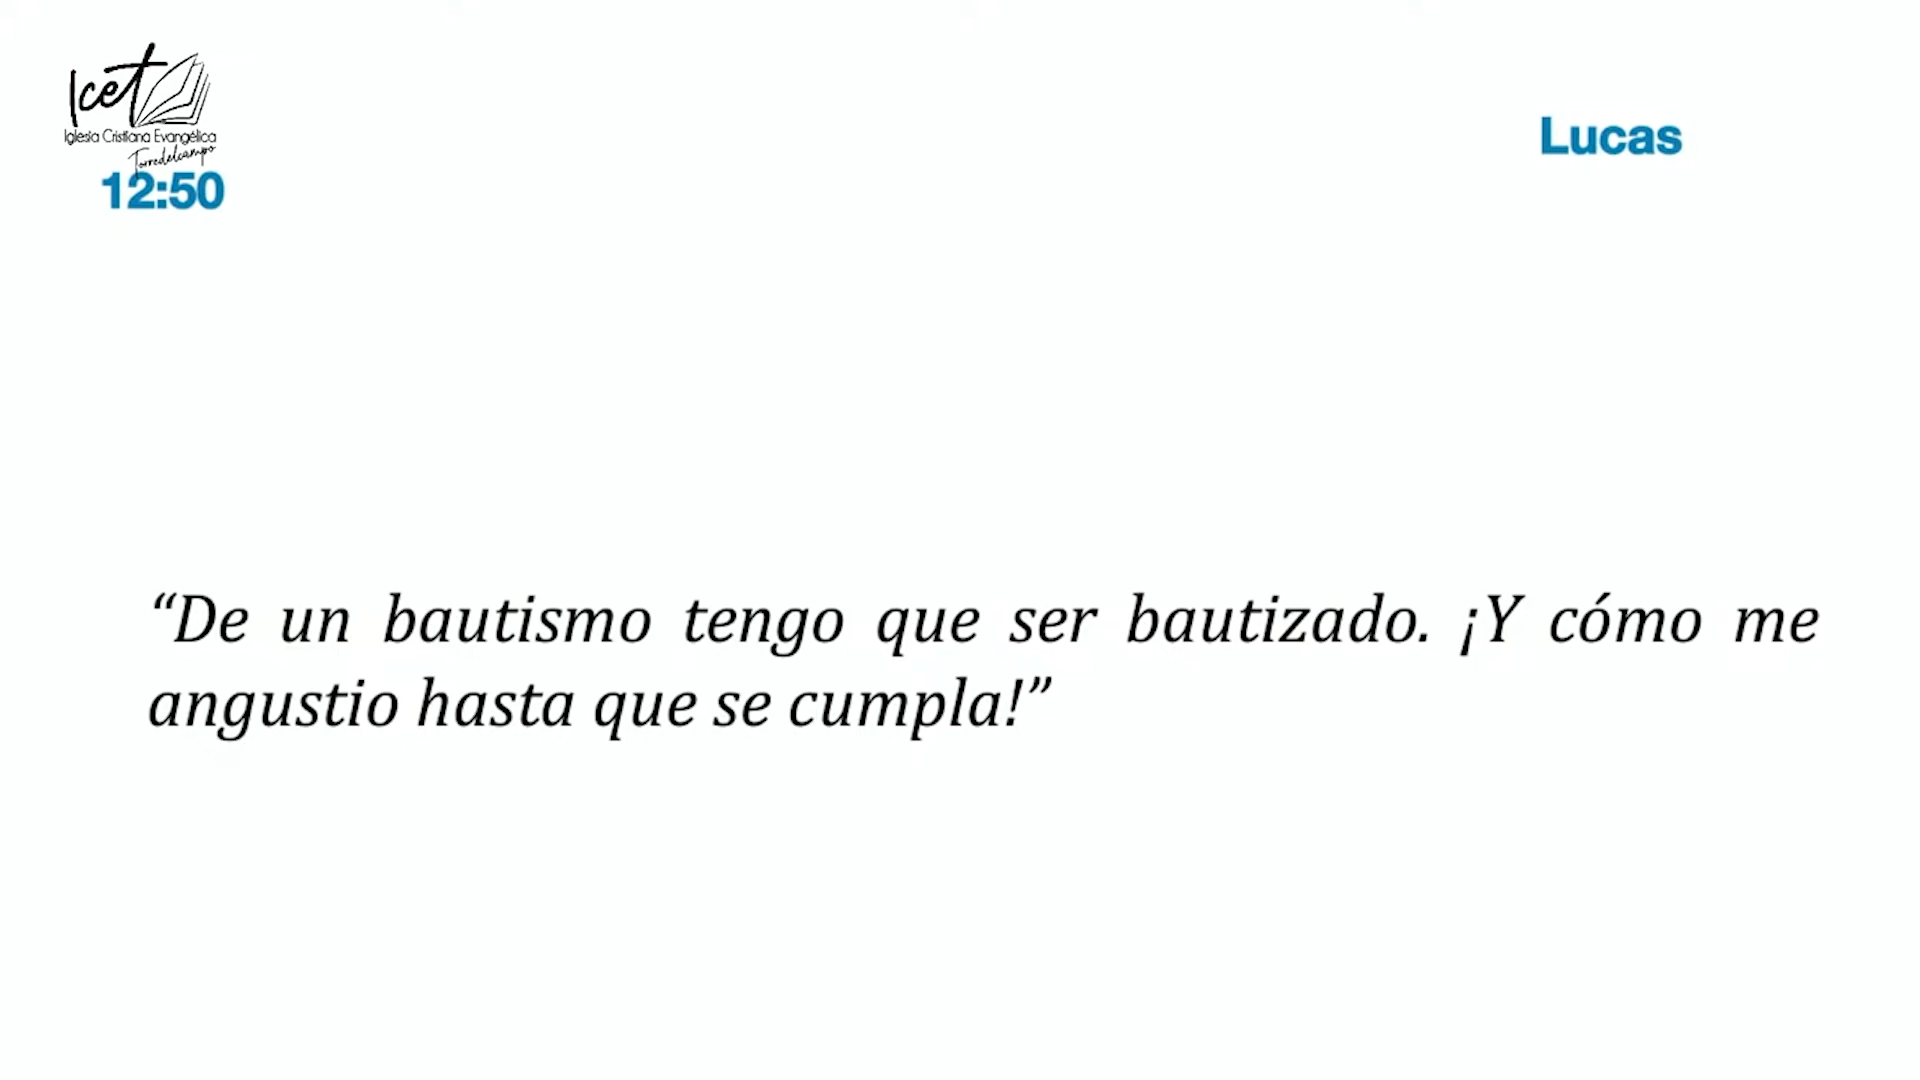 Icet
Iglesia Cristiana Evangélica
Torredelcampo
Lucas
12:50
“De un bautismo tengo que ser bautizado. ¡Y cómo me
angustio hasta que se cumpla!”